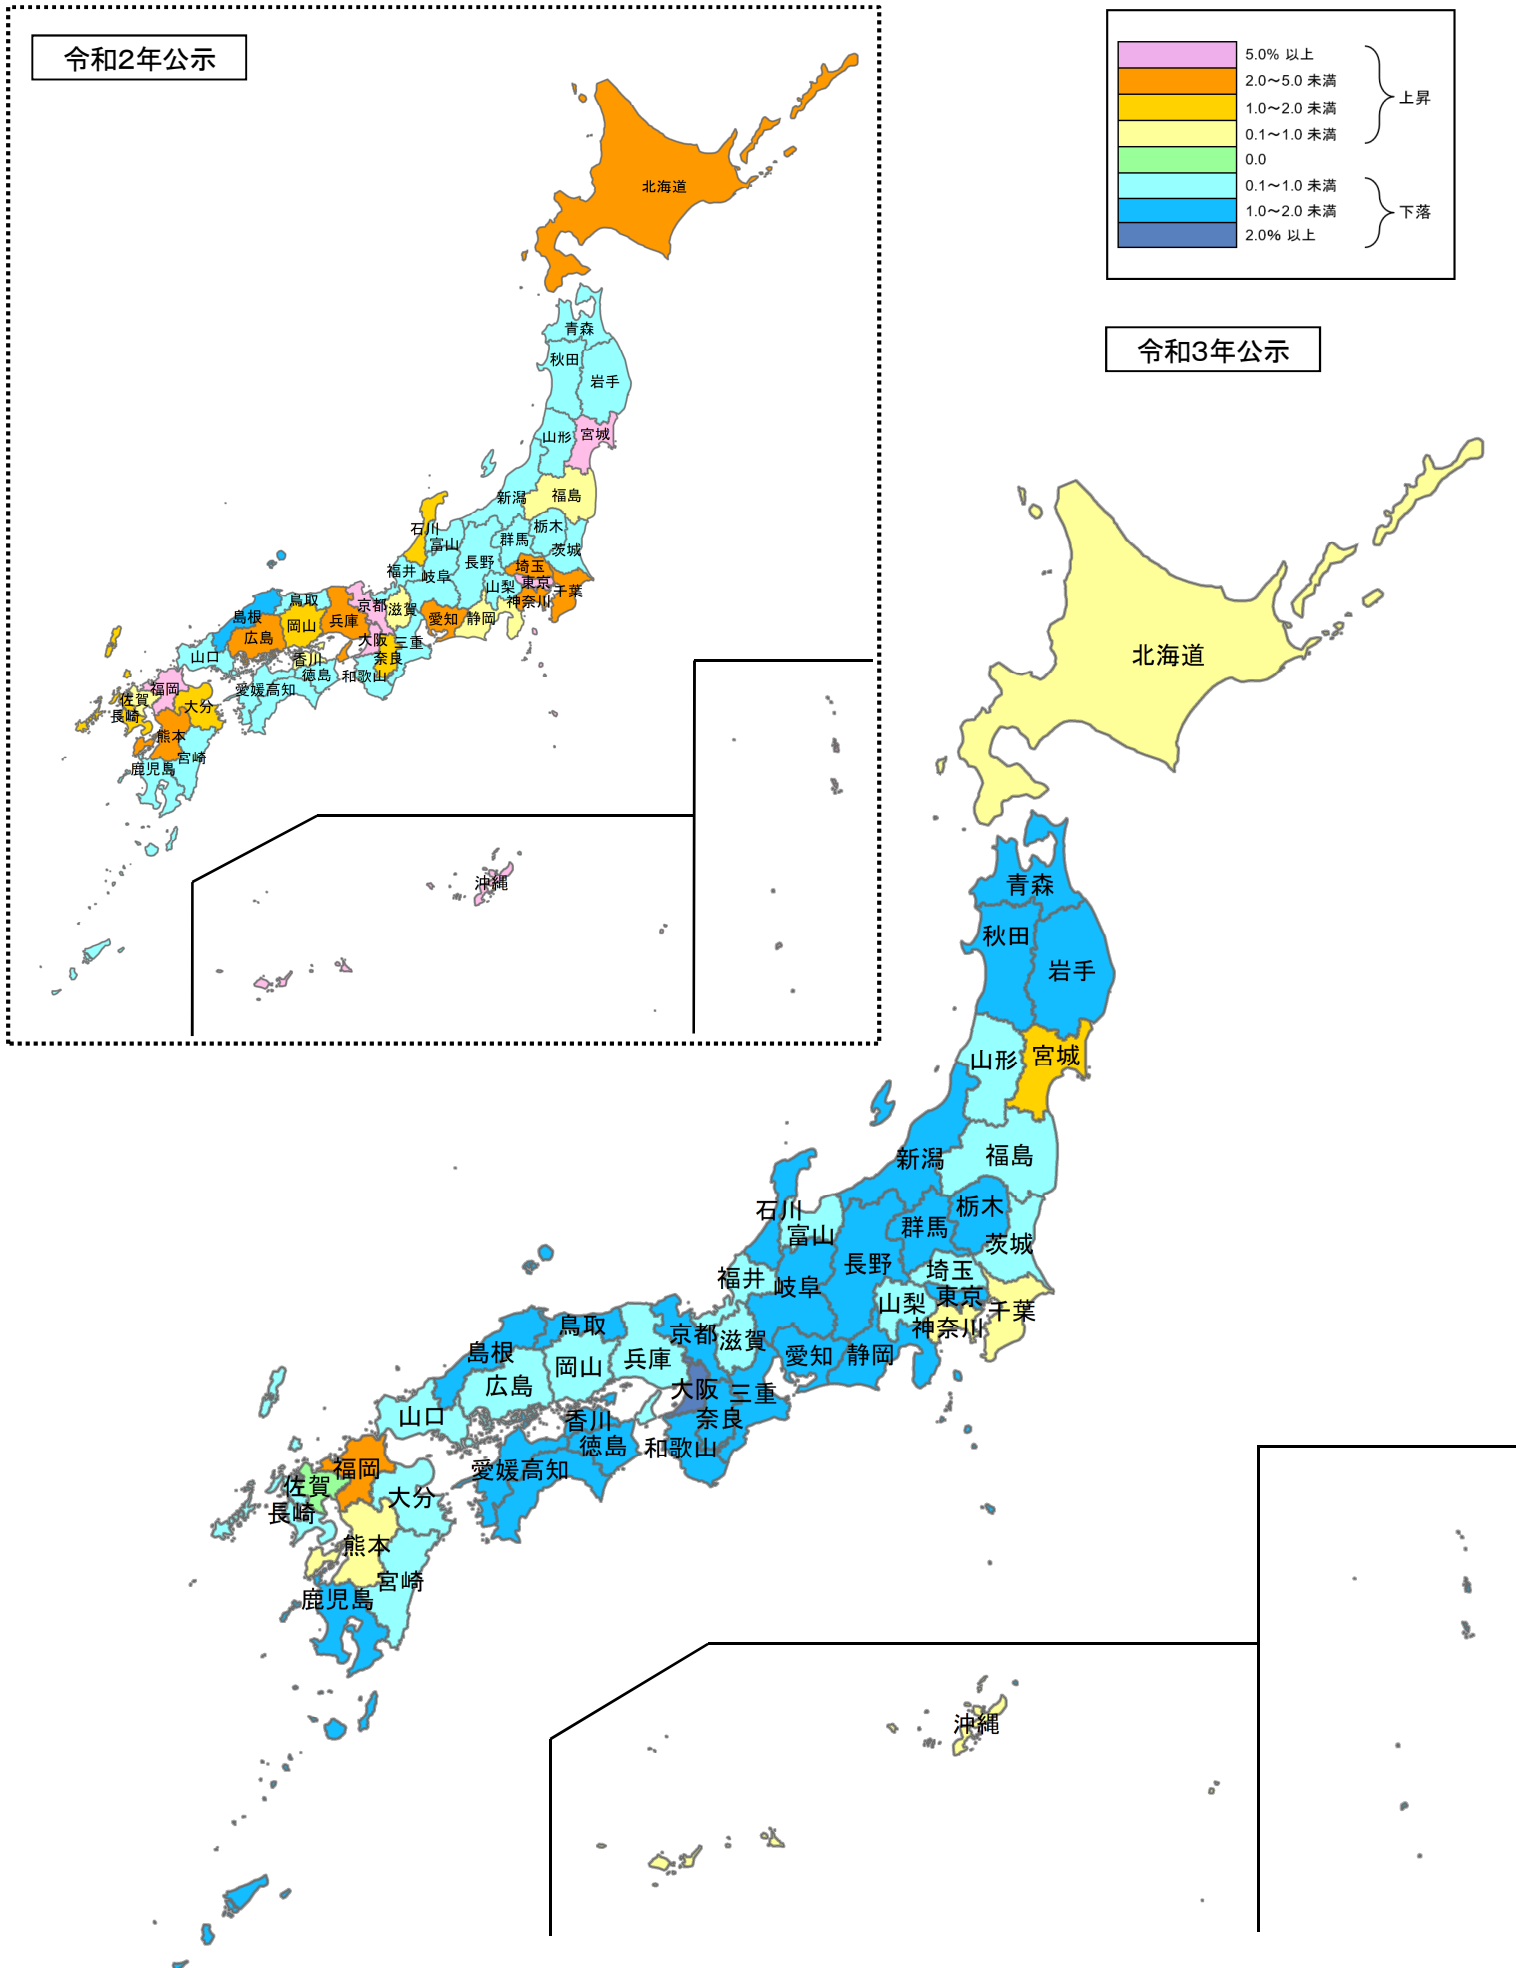 令和2年公示
5.0% 以上
2.0～5.0 未満
1.0～2.0 未満
0.1～1.0 未満
上昇
0.0
0.1～1.0 未満
1.0～2.0 未満
2.0% 以上
下落
北海道
青森
秋田
岩手
山形
宮城
新潟
福島
石川
富山
栃木
群馬
茨城
長野
福井
岐阜
埼玉
東京
山梨
千葉
神奈川
鳥取
京都
滋賀
島根
岡山
兵庫
愛知
静岡
広島
大阪
三重
山口
香川
奈良
徳島
和歌山
愛媛
高知
福岡
佐賀
大分
長崎
熊本
宮崎
鹿児島
沖縄
令和3年公示
北海道
青森
秋田
岩手
山形
宮城
新潟
福島
石川
富山
栃木
群馬
茨城
長野
福井
岐阜
埼玉
東京
山梨
千葉
神奈川
鳥取
京都
滋賀
島根
岡山
兵庫
愛知
静岡
広島
大阪
三重
山口
香川
奈良
徳島
和歌山
愛媛
高知
福岡
佐賀
大分
長崎
熊本
宮崎
鹿児島
沖縄